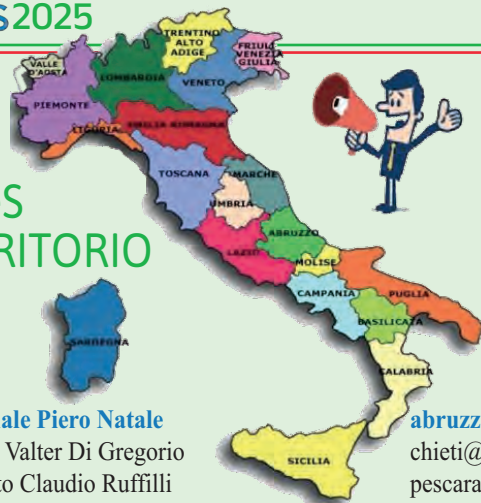 S2025
TRENTINO
ALTO
ADIGE
FRIULI
VENEZIA
GIULIA
VALLE
D'AOSTA
LOMBARDIA
VENETO
PIEMONTE
LIGURIA
EMILIA ROMAGNA
TOSCANA
MARCHE
UMBRIA
OS
RITORIO
ABRUZZO
LAZIO
MOLISE
CAMPANIA
PUGLIA
BASILICATA
SARDEGNA
CALABRIA
SICILIA
ale Piero Natale
Valter Di Gregorio
to Claudio Ruffilli
abruzz
chieti@
pescara